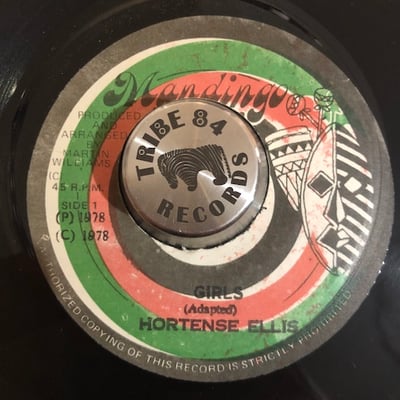 Mandingo
TRIBE 84
RECORDS
PRODUCED
AND
ARRANGED
BY
MARTIN
WILLIAMS
(C)
45 R.P.M.
SIDE 1
(P) 1978
(C) 1978
GIRLS
(Adapted)
HORTENSE ELLIS
UTHORIZED COPYING OF THIS RECORD IS STRICTLY PROHIBITED